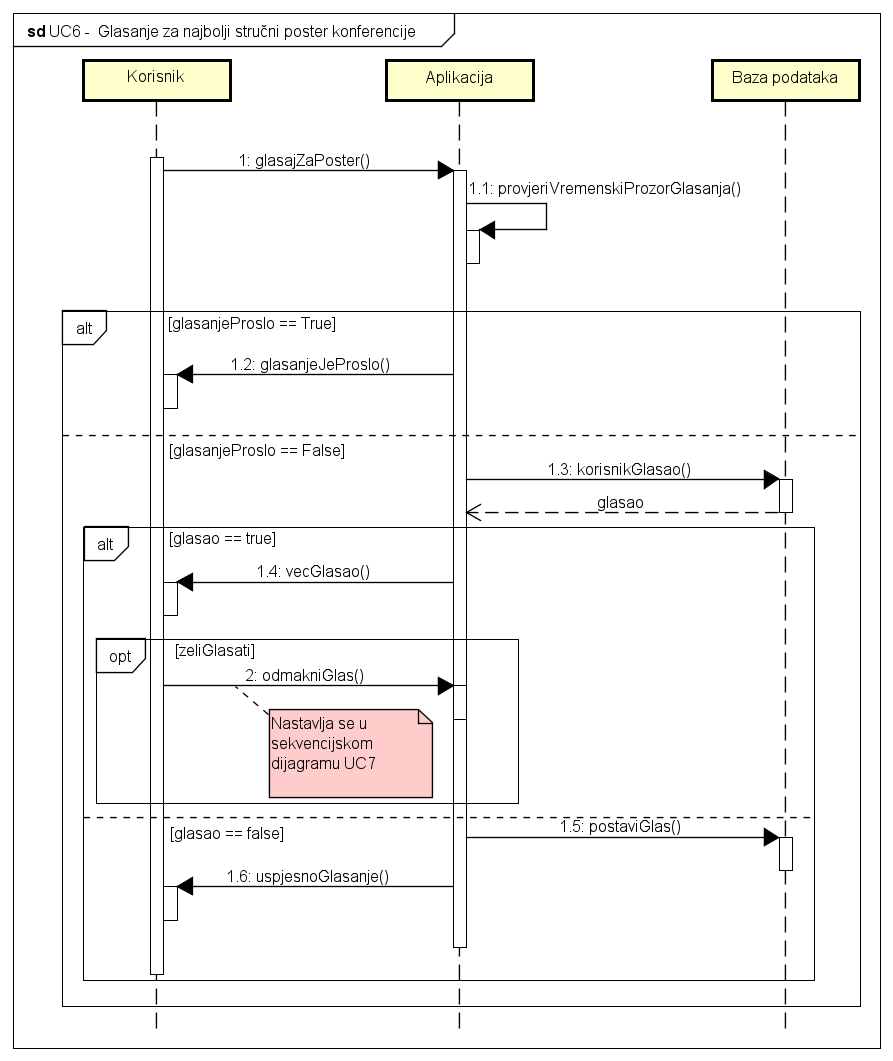 sd UC6 - Glasanje za najbolji stručni poster konferencije
Korisnik
Aplikacija
Baza podataka
1: glasajZaPoster()
1.1: provjeriVremenskiProzorGlasanja()
alt
[glasanjeProslo == True]
1.2: glasanjeJeProslo()
[glasanjeProslo == False]
1.3: korisnikGlasao()
glasao
alt
[glasao == true]
1.4: vecGlasao()
opt
[zeliGlasati]
2: odmakniGlas()
Nastavlja se u
sekvencijskom
dijagramu UC7
[glasao == false]
1.5: postaviGlas()
1.6: uspjesnoGlasanje()